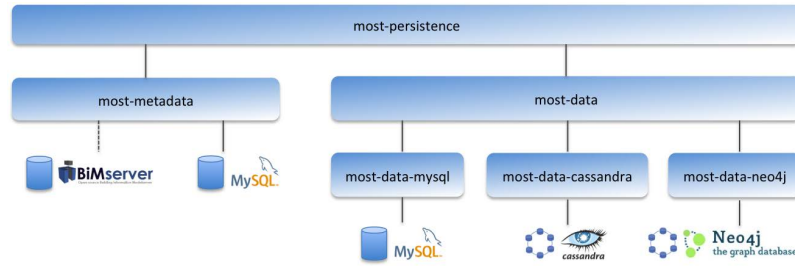 most-persistence
most-metadata
most-data
BiMserver
MySQL.
most-data-mysql
most-data-cassandra
most-data-neo4j
MySQL.
cassandra
Neo4j
the graph database